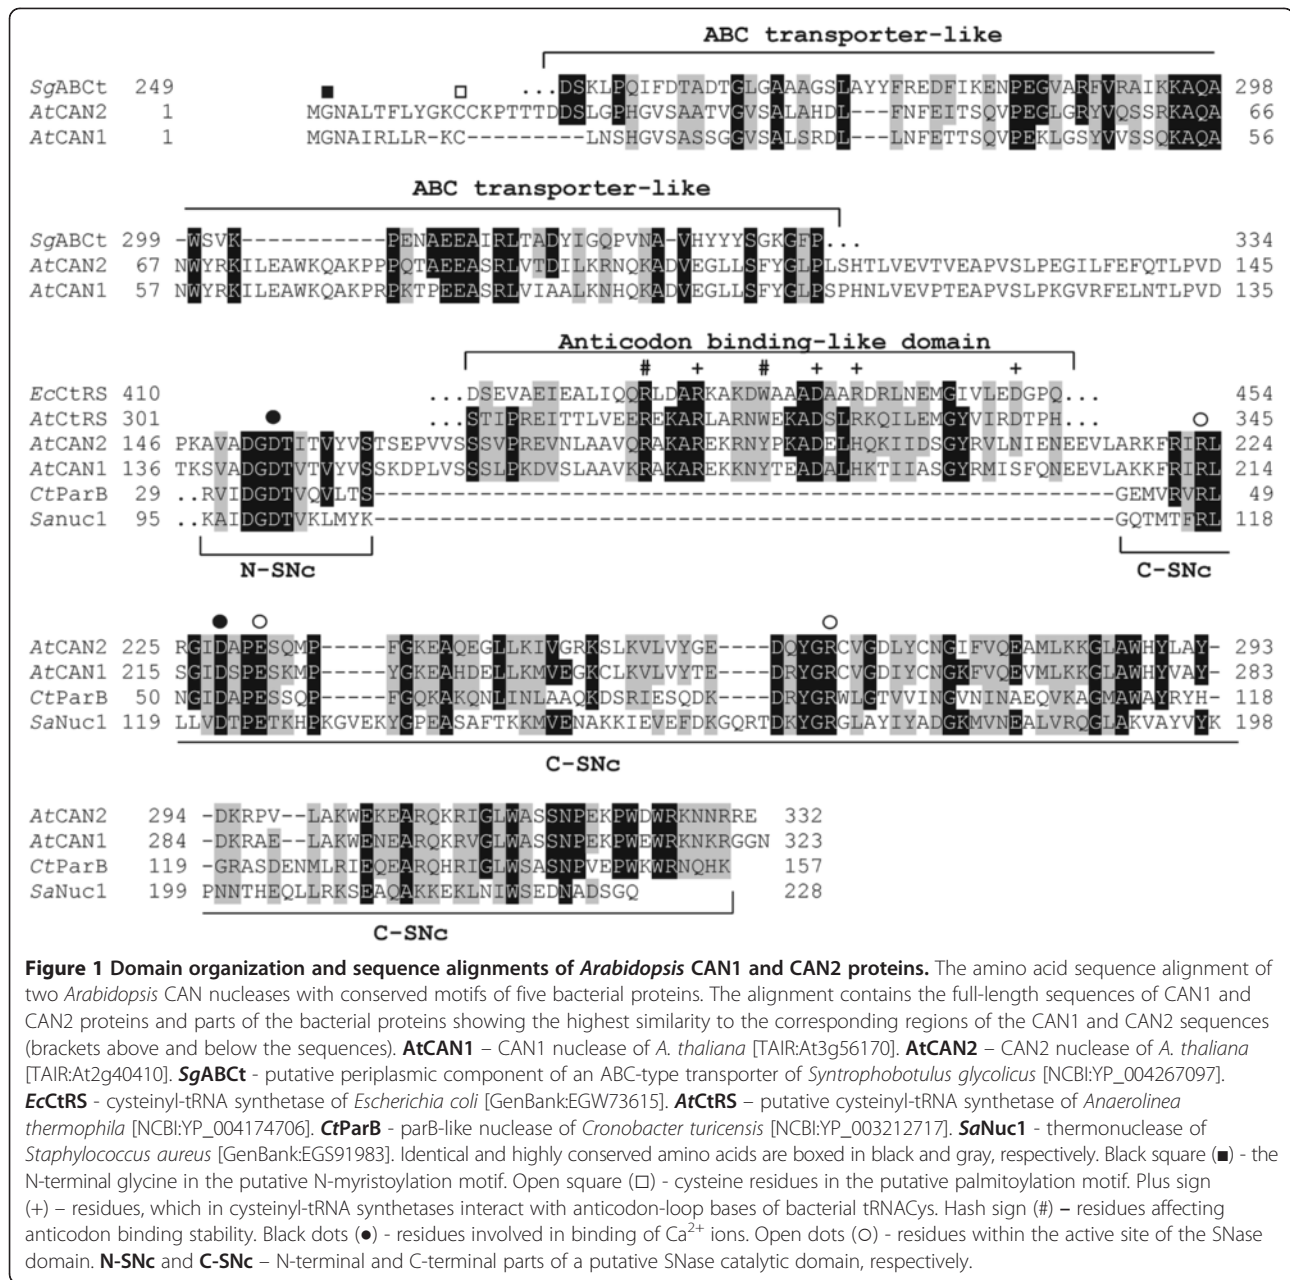 ABC transporter-like
■ □
SgABCt 249 ...DSKLPQIFDTADTGLGAAAGSLAYYFREDFIKENPEGVARFVRAIKKAQA 298
AtCAN2 1 MGNALTFLYGKCCKPTTTDDSLGPHGVSAATVGVSALAHDL---FNFEITSQVPEGLGRYVQSSRKAQA 66
AtCAN1 1 MGNAIRLLR-KC---------LNSHGVSASSGGVSALSRDL---LNFETTSQVPEKLGSYVVSSQKAQA 56
ABC transporter-like
SgABCt 299 -WSVK-----------PENAEEAIRLTADYIGQPVNA-VHYYYSGKGFP... 334
AtCAN2 67 NWYRKILEAWKQAKPPPQTAEEASRLVTDILKRNQKADVEGLLSFYGLPLSHTLVEVTVEAPVSLPEGILFEFQTLPVD 145
AtCAN1 57 NWYRKILEAWKQAKPRPKTPEEASRLVIAALKNHQKADVEGLLSFYGLPSPHNLVEVPTEAPVSLPKGVRFELNTLPVD 135
Anticodon binding-like domain
# + # + + +
EcCtRS 410 ...DSEVAEIEALIQQRLDARKAKDWAAADAARDRLNEMGIVLEDGPQ... 454
AtCtRS 301 ...STIPREITTLVEEREKARLARNWEKADSLRKQILEMGYVIRDTPH... 345
● ○
AtCAN2 146 PKAVADGDTITVYVSTSEPVVSSSVPREVNLAAVQRAKAREKRNYPKADELHQKIIDSGYRVLNIENEEVLARKFRIRL 224
AtCAN1 136 TKSVADGDTVTVYVSSKDPLVSSSLPKDVSLAAVKRAKAREKKNYTEADALHKTIIASGYRMISFQNEEVLAKKFRIRL 214
CtParB 29 ..RVIDGDTVQVLTS--------------------------------------------------------GEMVRVRL 49
Sanuc1 95 ..KAIDGDTVKLMYK--------------------------------------------------------GQTMTFRL 118
N-SNc C-SNc
● ○ ○
AtCAN2 225 RGIDAPESQMP-----FGKEAQEGLLKIVGRKSLKVLVYGE----DQYGRCVGDLYCNGIFVQEAMLKKGLAWHYLAY- 293
AtCAN1 215 SGIDSPESKMP-----YGKEAHDELLKMVEGKCLKVLVYTE----DQYGRCVGDIYCNGKFVQEVMLKKGLAWHYVAY- 283
CtParB 50 NGIDAPESSQP-----FGQKAKQNLINLAAQKDSRIESQDK----DRYGRWLGTVVINGVNINAEQVKAGMAWAYRYH- 118
SaNuc1 119 LLVDTPETKHPKGVEKYGPEASAFTKKMVENAKKIEVEFDKGQRTDKYGRGLAYIYADGKMVNEALVRQGLAKVAYVYK 198
C-SNc
AtCAN2 294 -DKRPV--LAKWEKEARQKRIGLWASSNPEKPWDWRKNNRRE 332
AtCAN1 284 -DKRAE--LAKWENEARQKRVGLWASSNPEKPWEWRKNKRGGN 323
CtParB 119 -GRASDENMLRIEQEARQHRIGLWSASNPVEPWKWRNQHK 157
SaNuc1 199 PNNTHEQLLRKSEAQAKKEKLNIWSEDNADSGQ 228
C-SNc
Figure 1 Domain organization and sequence alignments of Arabidopsis CAN1 and CAN2 proteins. The amino acid sequence alignment of
two Arabidopsis CAN nucleases with conserved motifs of five bacterial proteins. The alignment contains the full-length sequences of CAN1 and
CAN2 proteins and parts of the bacterial proteins showing the highest similarity to the corresponding regions of the CAN1 and CAN2 sequences
(brackets above and below the sequences). AtCAN1 – CAN1 nuclease of A. thaliana [TAIR:At3g56170]. AtCAN2 – CAN2 nuclease of A. thaliana
[TAIR:At2g40410]. SgABCt - putative periplasmic component of an ABC-type transporter of Syntrophobotulus glycolicus [NCBI:YP_004267097].
EcCtRS - cysteinyl-tRNA synthetase of Escherichia coli [GenBank:EGW73615]. AtCtRS – putative cysteinyl-tRNA synthetase of Anaerolinea
thermophila [NCBI:YP_004174706]. CtParB - parB-like nuclease of Cronobacter turicensis [NCBI:YP_003212717]. SaNuc1 - thermonuclease of
Staphylococcus aureus [GenBank:EGS91983]. Identical and highly conserved amino acids are boxed in black and gray, respectively. Black square (■) - the
N-terminal glycine in the putative N-myristoylation motif. Open square (□) - cysteine residues in the putative palmitoylation motif. Plus sign
(+) – residues, which in cysteinyl-tRNA synthetases interact with anticodon-loop bases of bacterial tRNACys. Hash sign (#) – residues affecting
anticodon binding stability. Black dots (●) - residues involved in binding of Ca2+ ions. Open dots (○) - residues within the active site of the SNase
domain. N-SNc and C-SNc – N-terminal and C-terminal parts of a putative SNase catalytic domain, respectively.